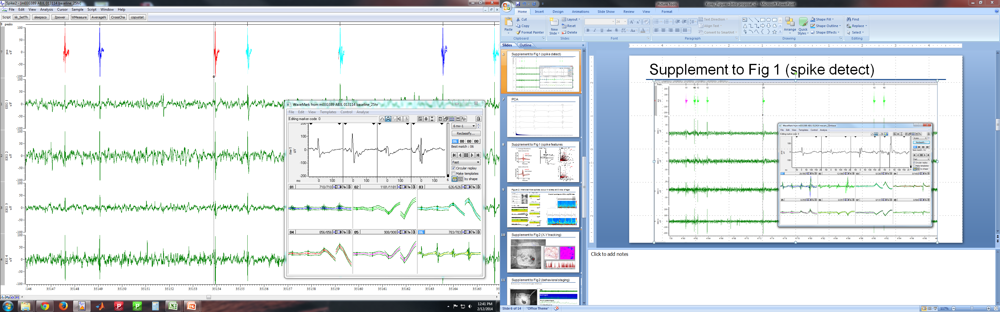 Spike2 - [mEEG389 ABJL 013114 baseline_25hr]
File Edit View Analysis Cursor Sample Script Window Help
Script kk_SetTh sleepsco Zpower WMeasure AverageN CrossCha copystat
8 peaks
100
50
0
-50
-100
7 pca uV
0
100
50
0
-50
-100
1 EEG 1 uV
100
50
0
-50
-100
2 EEG 2 uV
100
50
0
-50
-100
3 EEG 3 uV
100
50
0
-50
-100
4 EEG 4 uV
35147 35148 35149 35150 35151 35152 35153 35154 35155 35156 35157 35158 35159 35160 35161 35162 35163 35164 35165
WaveMark from mEEG389 ABJL 013114 baseline_25hr
File Edit View Templates Control Analyse
Editing marker code 0
200
100
0
-100
-200
nw-1 uV
ms 0 100 0 100 0 100 0 100 6
6 nw-1
Reclassify...
06 00 00 00
Best match : 06
Fast
Circular replay
Make templates
by shape
01 710/710 02 1181/1181 03 626/626
04 856/856 05 908/908 06 783/783
12:41 PM
2/12/2014
Picture Tools
Korey_Figures+Intro proposal_v2 - Microsoft PowerPoint
Home Insert Design Animations Slide Show Review View Format
Paste
Cut
Copy
Format Painter
Clipboard
New Slide
Layout
Reset
Delete
Slides
24
Font
Text Direction
Align Text
Convert to SmartArt
Paragraph
Arrange
Quick Styles
Shape Fill
Shape Outline
Shape Effects
Drawing
Find
Replace
Select
Editing
Slides Outline
6 Supplement to Fig 1 (spike detect)
7 PCA
8 Supplement to Fig 1 (spike features
9 Figure 2: Interictal-like spikes occur in sleep at 5 wks of age
10 Supplement to Fig2 (X-Y tracking)
11 Supplement to Fig2 (behavioral staging)
Supplement to Fig 1 (spike detect)
WaveMark from mEEG388 ABJL 012414 mecam_25hrbase
File Edit View Templates Control Analyse
Editing marker code 0
Reclassify...
Best match : 01
Fast
Circular replay
Make templates
by shape
Click to add notes
Slide 6 of 14 "Office Theme" 117%